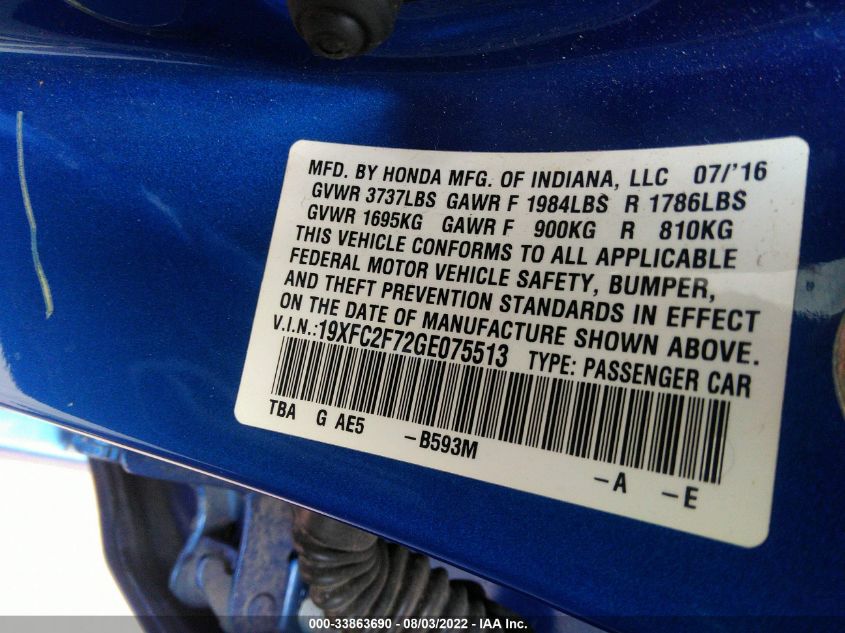 MFD. BY HONDA MFG. OF INDIANA, LLC 07/'16
GVWR 3737LBS GAWR F 1984LBS R 1786LBS
GVWR 1695KG GAWR F 900KG R 810KG
THIS VEHICLE CONFORMS TO ALL APPLICABLE
FEDERAL MOTOR VEHICLE SAFETY, BUMPER,
AND THEFT PREVENTION STANDARDS IN EFFECT
ON THE DATE OF MANUFACTURE SHOWN ABOVE.
V.I.N.:19XFC2F72GE075513 TYPE: PASSENGER CAR
TBA G AE5 -B593M -A -E
000-33863690 - 08/03/2022 - IAA Inc.